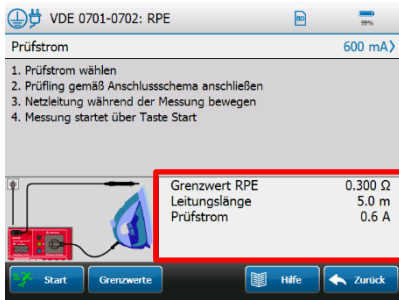 VDE 0701-0702: RPE
99%
Prüfstrom 600 mA
1. Prüfstrom wählen
2. Prüfling gemäß Anschlussschema anschließen
3. Netzleitung während der Messung bewegen
4. Messung startet über Taste Start
Grenzwert RPE 0.300 Ω
Leitungslänge 5.0 m
Prüfstrom 0.6 A
Start Grenzwerte Hilfe Zurück